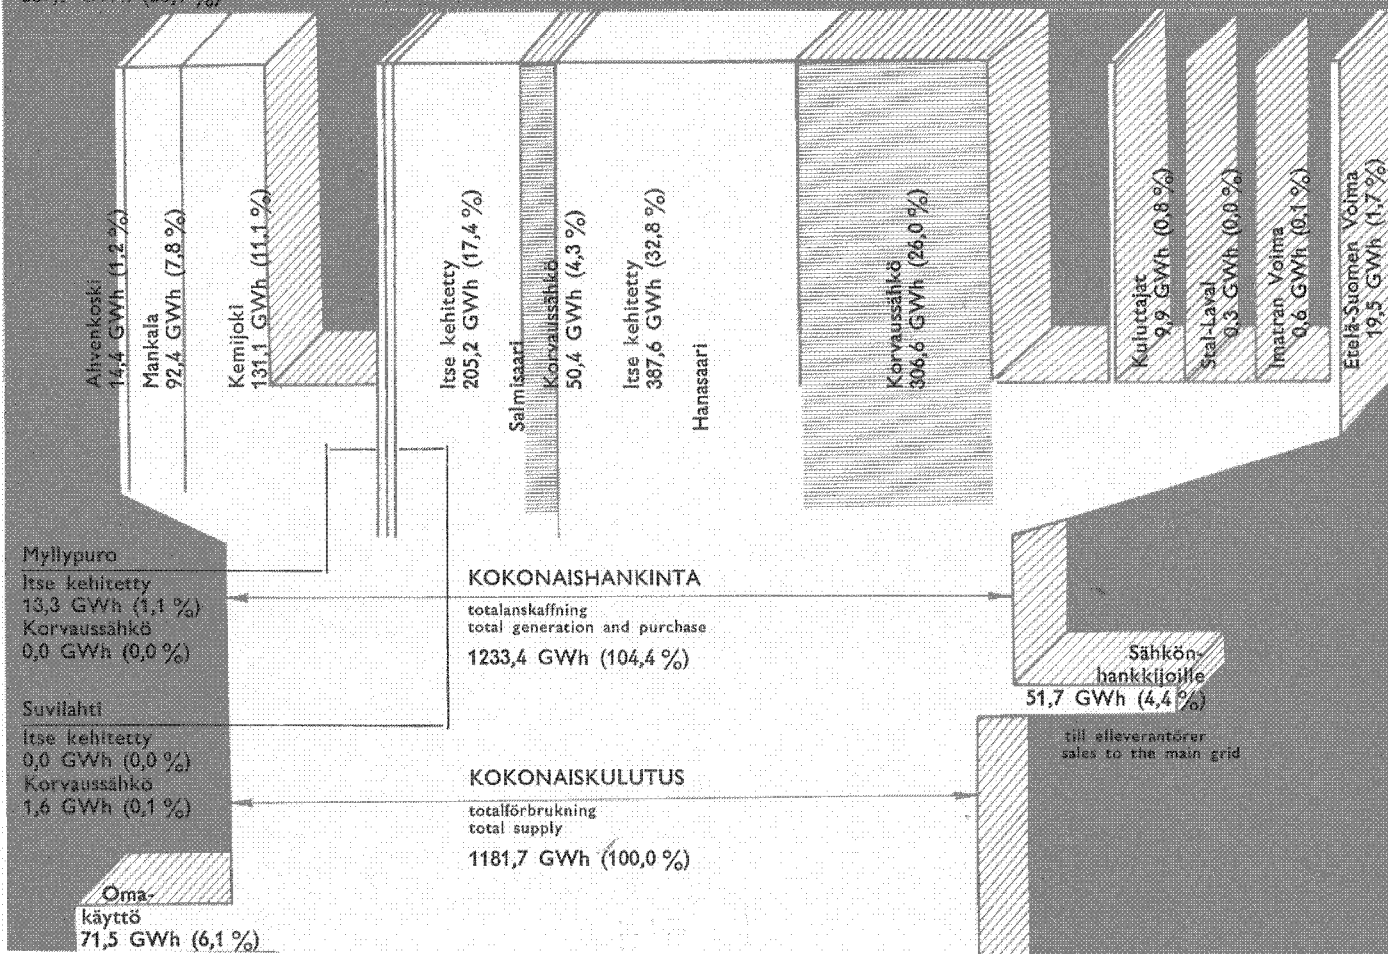 Ahvenkoski
14,4 GWh (1,2 %)
Mankala
92,4 GWh (7,8 %)
Kemijoki
131,1 GWh (11,1 %)
Itse kehitetty
205,2 GWh (17,4 %)
Salmisaari
Korvaussähkö
50,4 GWh (4,3 %)
Itse kehitetty
387,6 GWh (32,8 %)
Hanasaari
Korvaussähkö
306,6 GWh (26,0 %)
Kuluttajat
9,9 GWh (0,8 %)
Stal-Laval
0,3 GWh (0,0 %)
Imatran Voima
0,6 GWh (0,1 %)
Etelä-Suomen Voima
19,5 GWh (1,7 %)
Myllypuro
Itse kehitetty
13,3 GWh (1,1 %)
Korvaussähkö
0,0 GWh (0,0 %)
Suvilahti
Itse kehitetty
0,0 GWh (0,0 %)
Korvaussähkö
1,6 GWh (0,1 %)
KOKONAISHANKINTA
totalanskaffning
total generation and purchase
1233,4 GWh (104,4 %)
Sähkön-
hankkijoille
51,7 GWh (4,4 %)
till elleverantörer
sales to the main grid
KOKONAISKULUTUS
totalförbrukning
total supply
1181,7 GWh (100,0 %)
Oma-
käyttö
71,5 GWh (6,1 %)